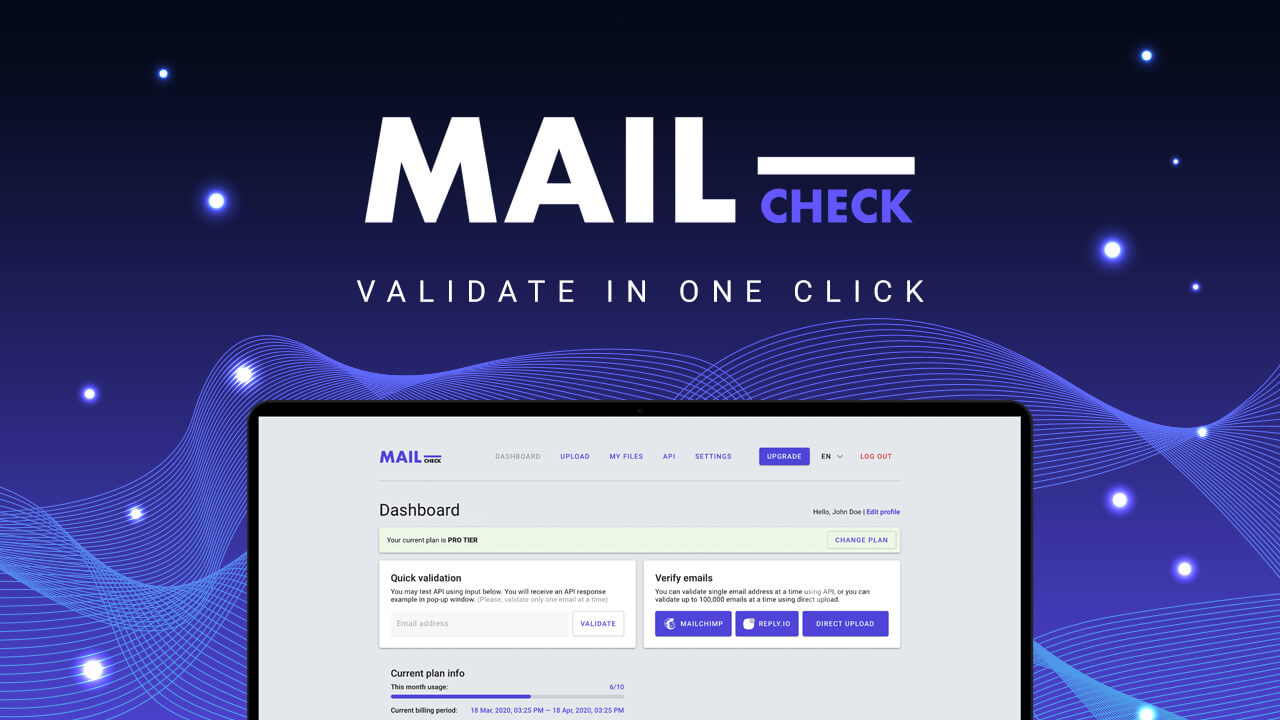 MAIL CHECK
VALIDATE IN ONE CLICK
MAIL CHECK DASHBOARD UPLOAD MY FILES API SETTINGS UPGRADE EN LOG OUT
Dashboard
Hello, John Doe | Edit profile
Your current plan is PRO TIER
CHANGE PLAN
Quick validation
You may test API using input below. You will receive an API response
example in pop-up window. (Please, validate only one email at a time)
Email address
VALIDATE
Verify emails
You can validate single email address at a time using API, or you can
validate up to 100,000 emails at a time using direct upload.
MAILCHIMP
REPLY.IO
DIRECT UPLOAD
Current plan info
This month usage: 6/10
Current billing period: 18 Mar, 2020, 03:25 PM — 18 Apr, 2020, 03:25 PM